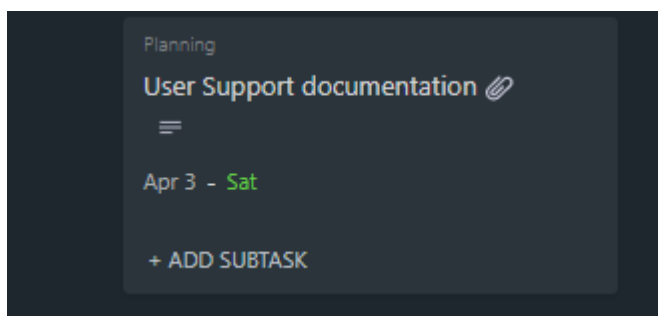 Planning
User Support documentation
Apr 3 - Sat
+ ADD SUBTASK